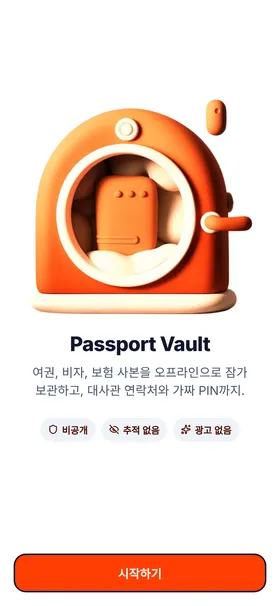 Passport Vault
여권, 비자, 보험 사본을 오프라인으로 잠가
보관하고, 대사관 연락처와 가짜 PIN까지.
비공개
추적 없음
광고 없음
시작하기